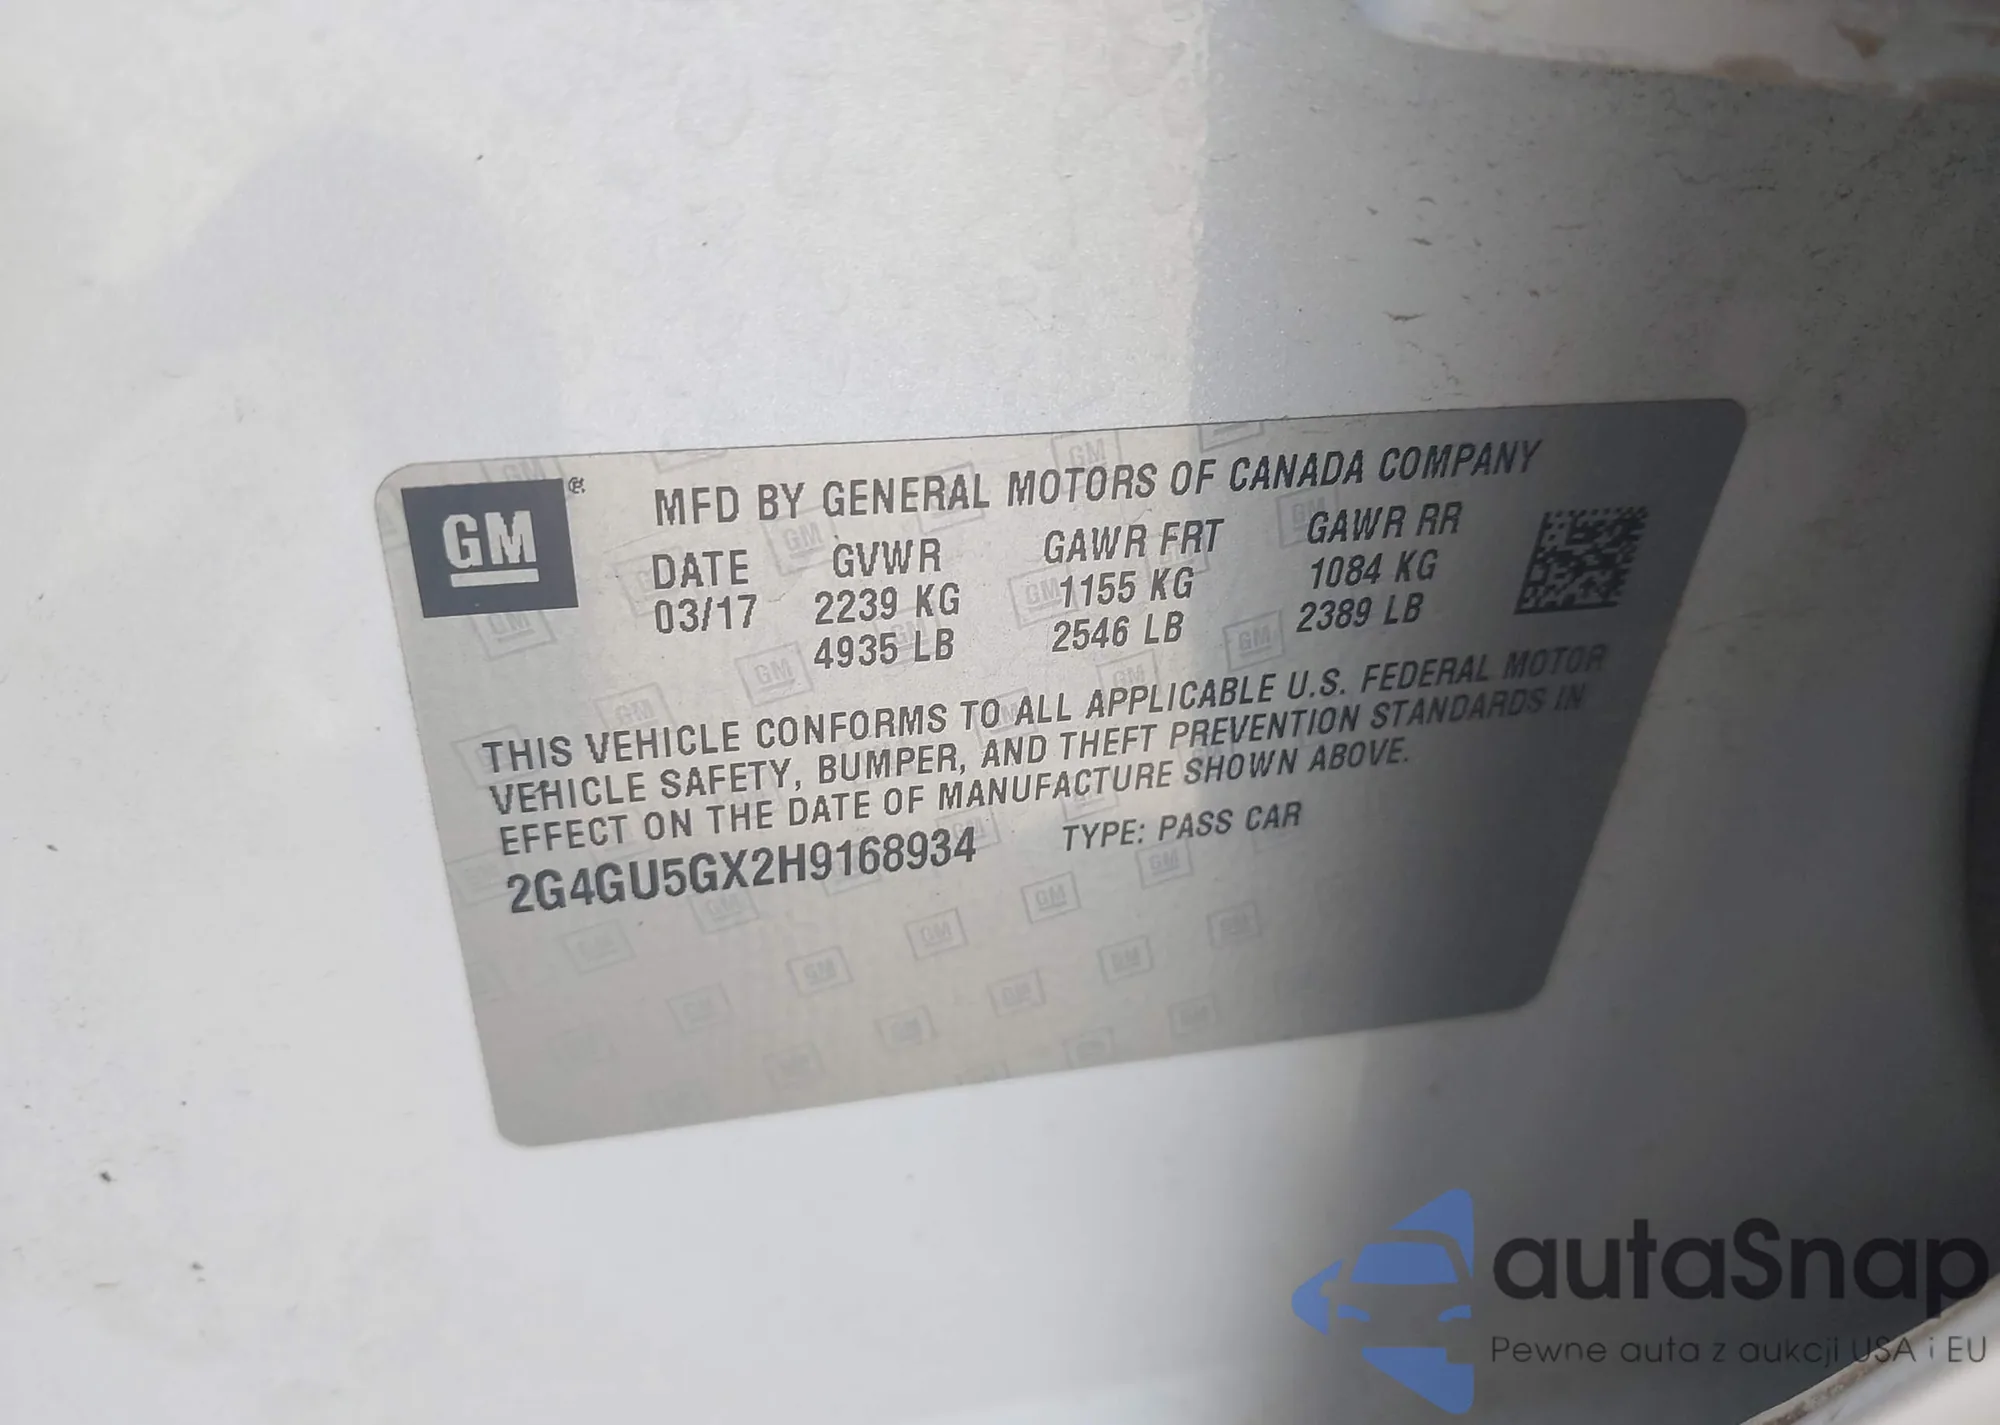 GM
MFD BY GENERAL MOTORS OF CANADA COMPANY
DATE GVWR GAWR FRT GAWR RR
03/17 2239 KG 1155 KG 1084 KG
4935 LB 2546 LB 2389 LB
THIS VEHICLE CONFORMS TO ALL APPLICABLE U.S. FEDERAL MOTOR
VEHICLE SAFETY, BUMPER, AND THEFT PREVENTION STANDARDS IN
EFFECT ON THE DATE OF MANUFACTURE SHOWN ABOVE.
2G4GU5GX2H9168934 TYPE: PASS CAR
autaSnap
Pewne auta z aukcji USA i EU